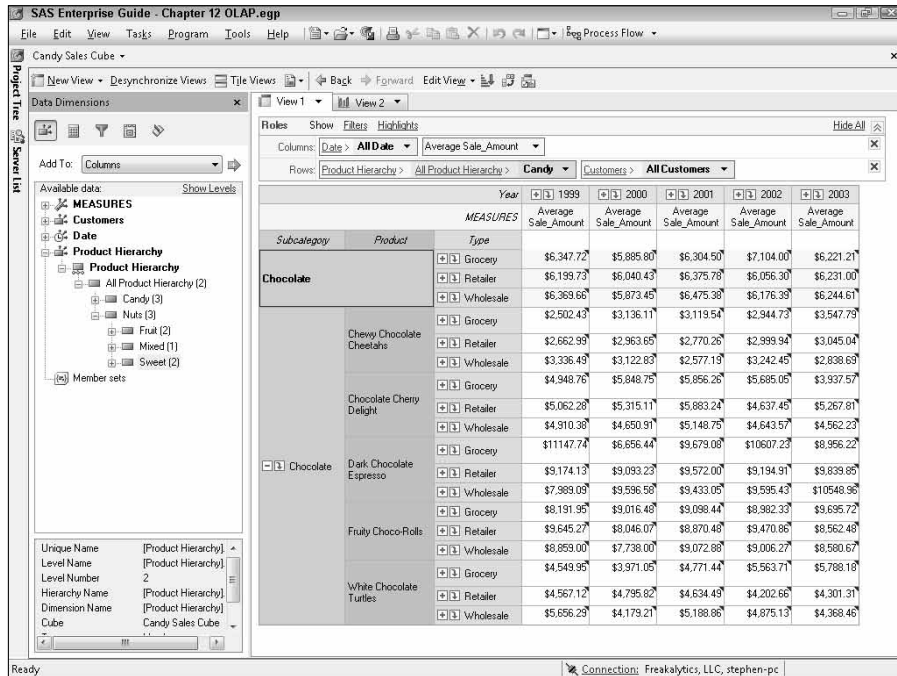 SAS Enterprise Guide - Chapter 12 OLAP.egp
File Edit View Tasks Program Tools Help Process Flow
Project Tree
Server List
Candy Sales Cube
New View Desynchronize Views Tile Views Back Forward Edit View
Data Dimensions
Add To: Columns
Available data: Show Levels
MEASURES
Customers
Date
Product Hierarchy
Product Hierarchy
All Product Hierarchy (2)
Candy (3)
Nuts (3)
Fruit (2)
Mixed (1)
Sweet (2)
Member sets
Unique Name [Product Hierarchy].
Level Name [Product Hierarchy].
Level Number 2
Hierarchy Name [Product Hierarchy].
Dimension Name [Product Hierarchy]
Cube Candy Sales Cube
View 1 View 2
Roles Show Filters Highlights Hide All
Columns: Date > All Date Average Sale_Amount
Rows: Product Hierarchy > All Product Hierarchy > Candy Customers > All Customers
Year 1999 2000 2001 2002 2003
MEASURES Average Sale_Amount Average Sale_Amount Average Sale_Amount Average Sale_Amount Average Sale_Amount
Subcategory Product Type
Chocolate
Grocery $6,347.72 $5,885.80 $6,304.50 $7,104.00 $6,221.21
Retailer $6,199.73 $6,040.43 $6,375.78 $6,056.30 $6,231.00
Wholesale $6,369.66 $5,873.45 $6,475.38 $6,176.39 $6,244.61
Chocolate
Chewy Chocolate Cheetahs
Grocery $2,502.43 $3,136.11 $3,119.54 $2,944.73 $3,547.79
Retailer $2,662.99 $2,963.65 $2,770.26 $2,999.94 $3,045.04
Wholesale $3,336.49 $3,122.83 $2,577.19 $3,242.45 $2,838.69
Chocolate Cherry Delight
Grocery $4,948.76 $5,848.75 $5,856.26 $5,685.05 $3,937.57
Retailer $5,062.28 $5,315.11 $5,883.24 $4,637.45 $5,267.81
Wholesale $4,910.38 $4,650.91 $5,148.75 $4,643.57 $4,562.23
Dark Chocolate Espresso
Grocery $11147.74 $6,656.44 $9,679.08 $10607.23 $8,956.22
Retailer $9,174.13 $9,093.23 $9,572.00 $9,194.91 $9,839.85
Wholesale $7,989.09 $9,596.58 $9,433.05 $9,595.43 $10548.96
Fruity Choco-Rolls
Grocery $8,191.95 $9,016.48 $9,098.44 $8,982.33 $9,695.72
Retailer $9,645.27 $8,046.07 $8,870.48 $9,470.86 $8,562.48
Wholesale $8,859.00 $7,738.00 $9,072.88 $9,006.27 $8,580.67
White Chocolate Turtles
Grocery $4,549.95 $3,971.05 $4,771.44 $5,563.71 $5,788.18
Retailer $4,567.12 $4,795.82 $4,634.49 $4,202.66 $4,301.31
Wholesale $5,656.29 $4,179.21 $5,188.86 $4,875.13 $4,368.46
Ready
Connection: Freakalytics, LLC, stephen-pc